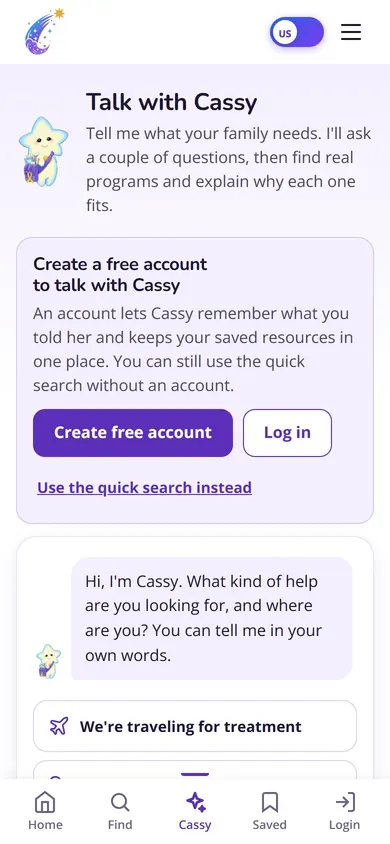 US
Talk with Cassy
Tell me what your family needs. I'll ask
a couple of questions, then find real
programs and explain why each one
fits.
Create a free account
to talk with Cassy
An account lets Cassy remember what you
told her and keeps your saved resources in
one place. You can still use the quick
search without an account.
Create free account
Log in
Use the quick search instead
Hi, I'm Cassy. What kind of help
are you looking for, and where
are you? You can tell me in your
own words.
We're traveling for treatment
Home
Find
Cassy
Saved
Login